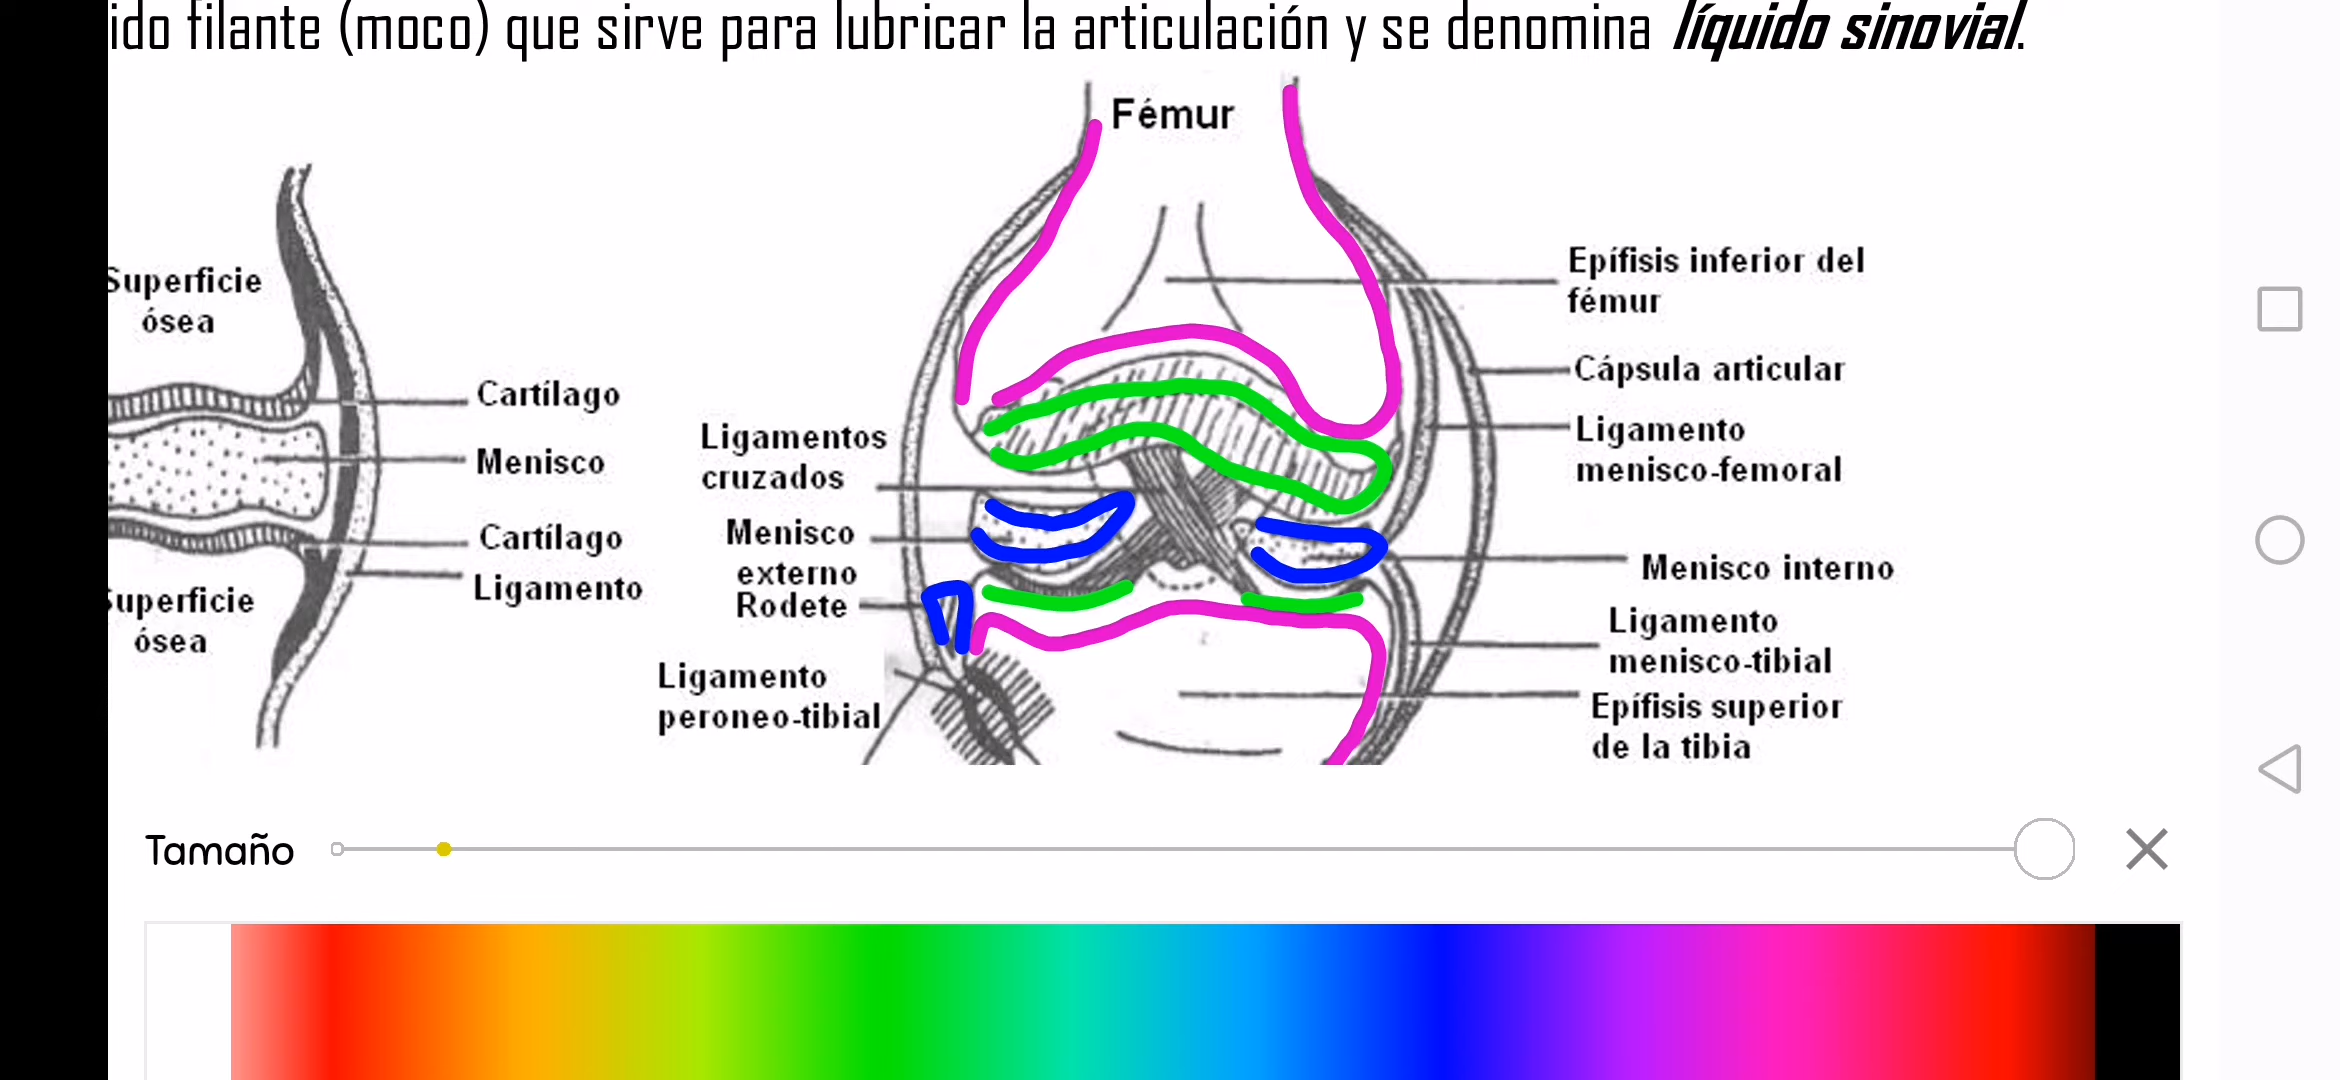 ido filante (moco) que sirve para lubricar la articulación y se denomina líquido sinovial.
Fémur
Superficie
ósea
Cartílago
Menisco
Cartílago
Ligamento
Superficie
ósea
Ligamentos
cruzados
Menisco
externo
Rodete
Ligamento
peroneo-tibial
Epífisis inferior del
fémur
Cápsula articular
Ligamento
menisco-femoral
Menisco interno
Ligamento
menisco-tibial
Epífisis superior
de la tibia
Tamaño